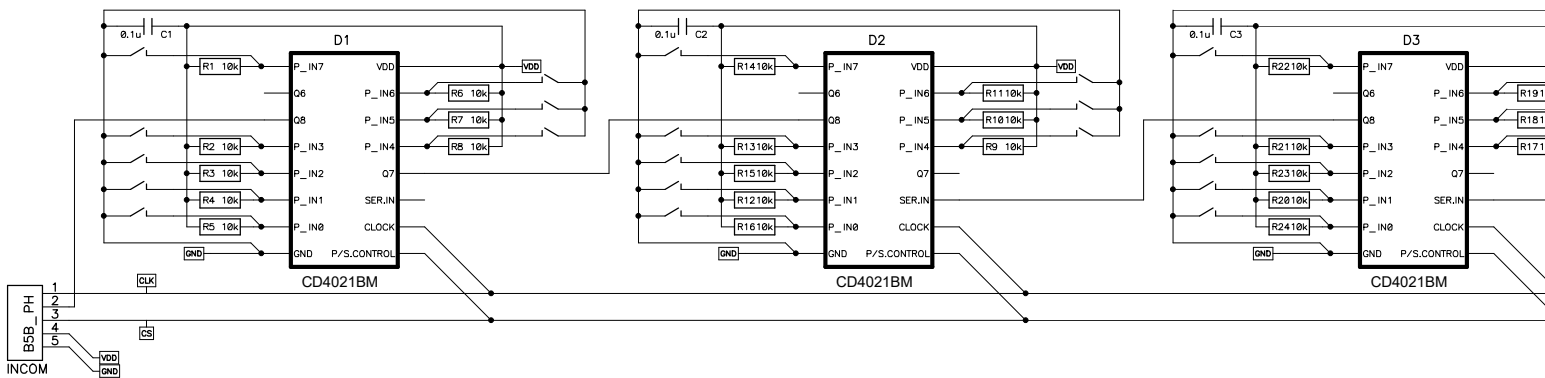 0.1u C1
D1
R1 10k P_IN7 VDD VDD
Q6 P_IN6 R6 10k
Q8 P_IN5 R7 10k
R2 10k P_IN3 P_IN4 R8 10k
R3 10k P_IN2 Q7
R4 10k P_IN1 SER.IN
R5 10k P_IN0 CLOCK
GND GND P/S.CONTROL
CD4021BM
0.1u C2
D2
R1410k P_IN7 VDD VDD
Q6 P_IN6 R1110k
Q8 P_IN5 R1010k
R1310k P_IN3 P_IN4 R9 10k
R1510k P_IN2 Q7
R1210k P_IN1 SER.IN
R1610k P_IN0 CLOCK
GND GND P/S.CONTROL
CD4021BM
0.1u C3
D3
R2210k P_IN7 VDD
Q6 P_IN6 R191
Q8 P_IN5 R181
R2110k P_IN3 P_IN4 R171
R2310k P_IN2 Q7
R2010k P_IN1 SER.IN
R2410k P_IN0 CLOCK
GND GND P/S.CONTROL
CD4021BM
B5B_PH
1 CLK
2
3 CS
4 VDD
5 GND
INCOM